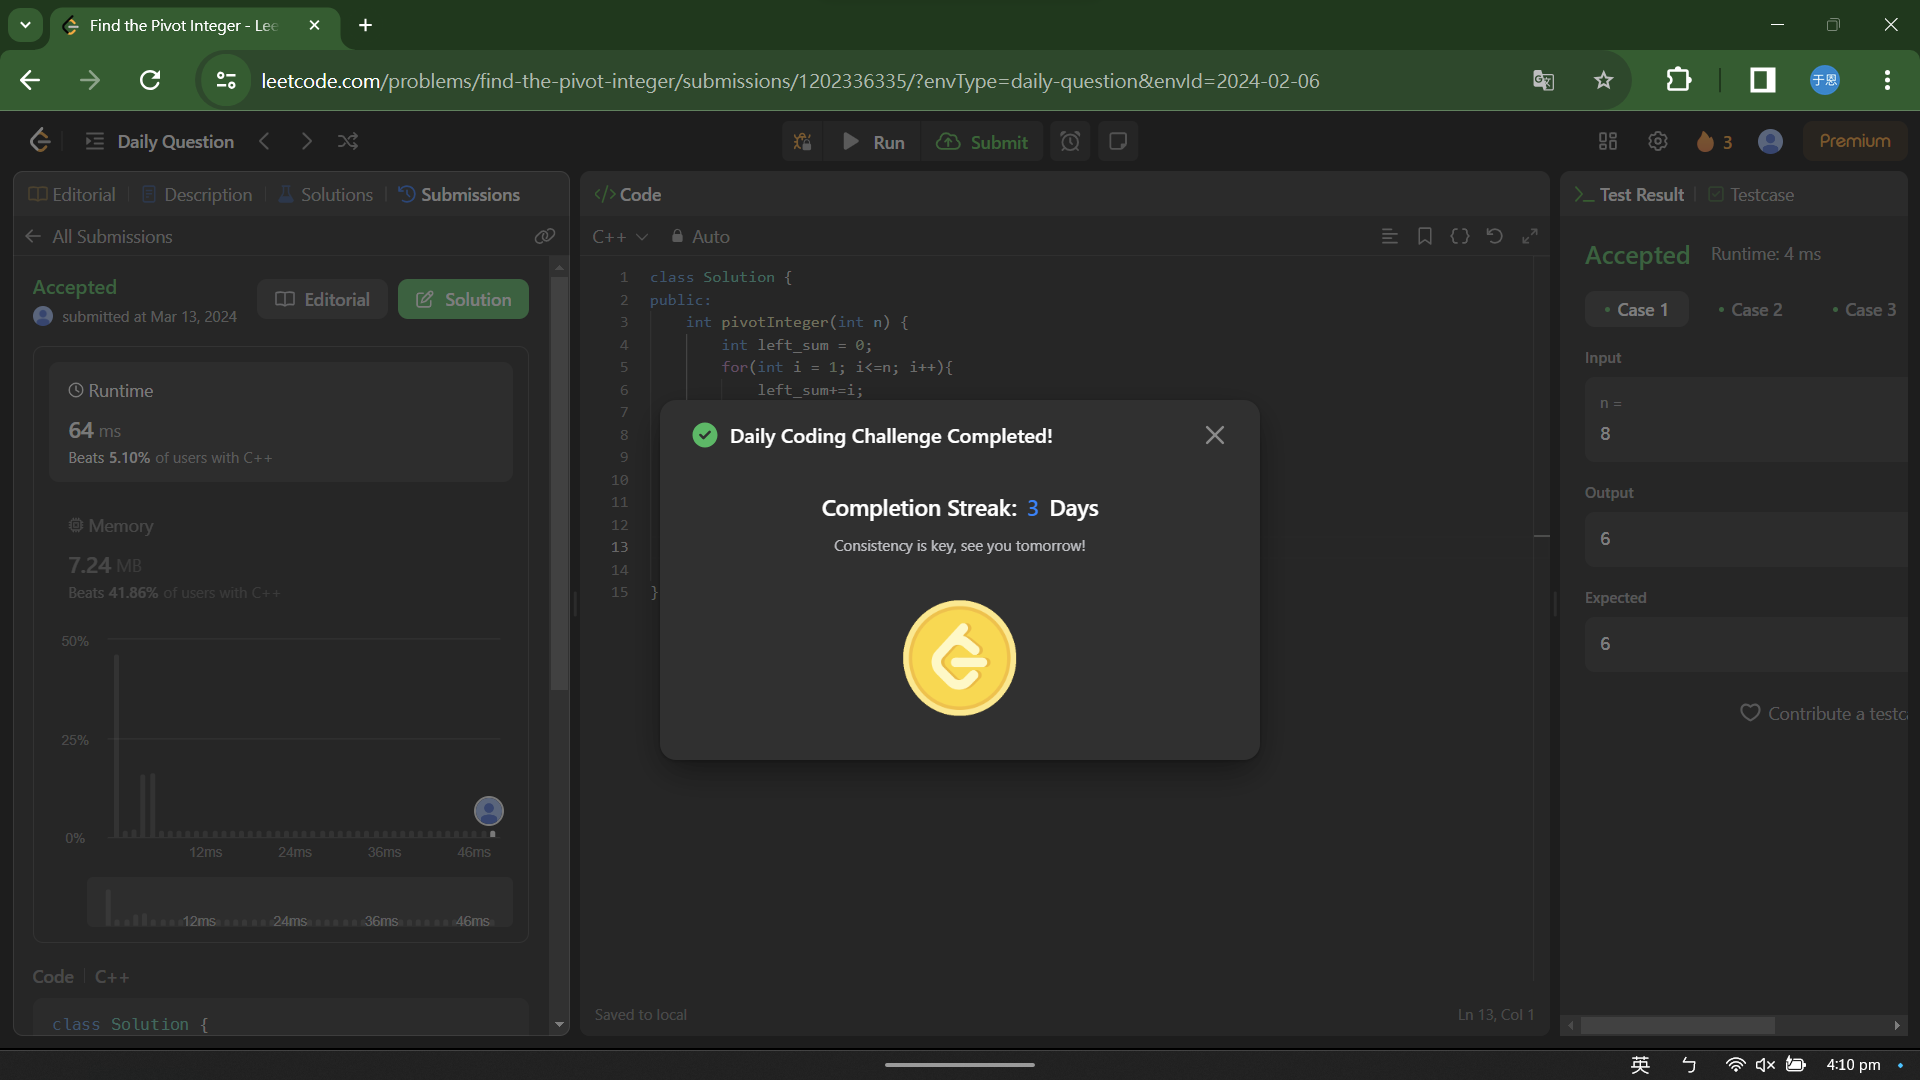 Find the Pivot Integer - Lee
leetcode.com/problems/find-the-pivot-integer/submissions/1202336335/?envType=daily-question&envId=2024-02-06
于恩
Daily Question
Run
Submit
3
Premium
Editorial
Description
Solutions
Submissions
All Submissions
Accepted
submitted at Mar 13, 2024
Editorial
Solution
Runtime
64 ms
Beats 5.10% of users with C++
Memory
7.24 MB
Beats 41.86% of users with C++
50%
25%
0%
12ms
24ms
36ms
46ms
12ms
24ms
36ms
46ms
Code
C++
class Solution {
</> Code
C++
Auto
1 class Solution {
2 public:
3 int pivotInteger(int n) {
4 int left_sum = 0;
5 for(int i = 1; i<=n; i++){
6 left_sum+=i;
7
8
9
10
11
12
13
14
15 }
Saved to local
Ln 13, Col 1
Daily Coding Challenge Completed!
Completion Streak: 3 Days
Consistency is key, see you tomorrow!
Test Result
Testcase
Accepted
Runtime: 4 ms
• Case 1
• Case 2
• Case 3
Input
n =
8
Output
6
Expected
6
Contribute a testca
英
ㄅ
4:10 pm